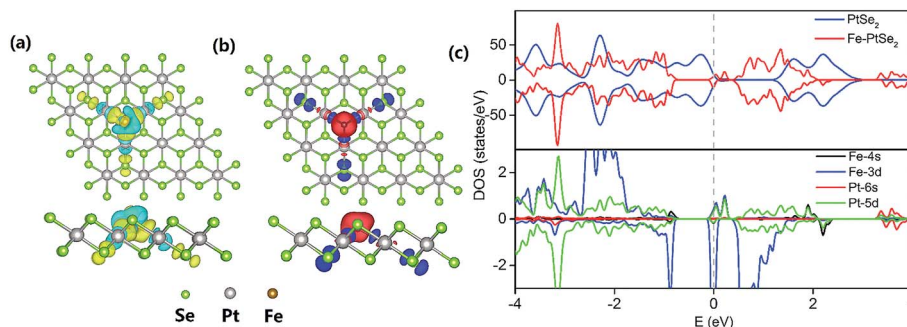 (a)
(b)
Se Pt Fe
(c)
PtSe₂
Fe-PtSe₂
50
0
-50
DOS (states/eV)
Fe-4s
Fe-3d
Pt-6s
Pt-5d
2
0
-2
-4 -2 0 2
E (eV)